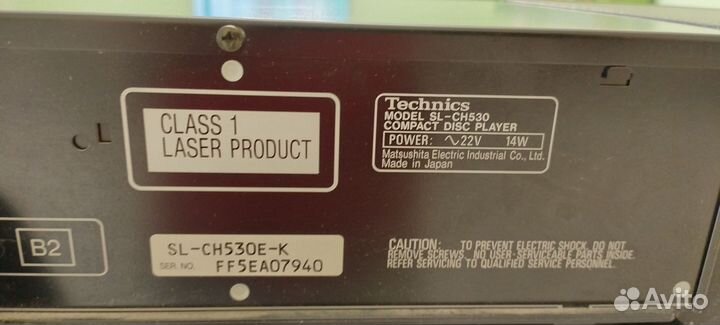 L
CLASS 1
LASER PRODUCT
Technics
MODEL SL-CH530
COMPACT DISC PLAYER
POWER: ∿22V 14W
Matsushita Electric Industrial Co., Ltd.
Made in Japan
B2
SL-CH530E-K
SER. NO. FF5EA07940
CAUTION: TO PREVENT ELECTRIC SHOCK, DO NOT
REMOVE SCREWS. NO USER-SERVICEABLE PARTS INSIDE.
REFER SERVICING TO QUALIFIED SERVICE PERSONNEL.
Avito